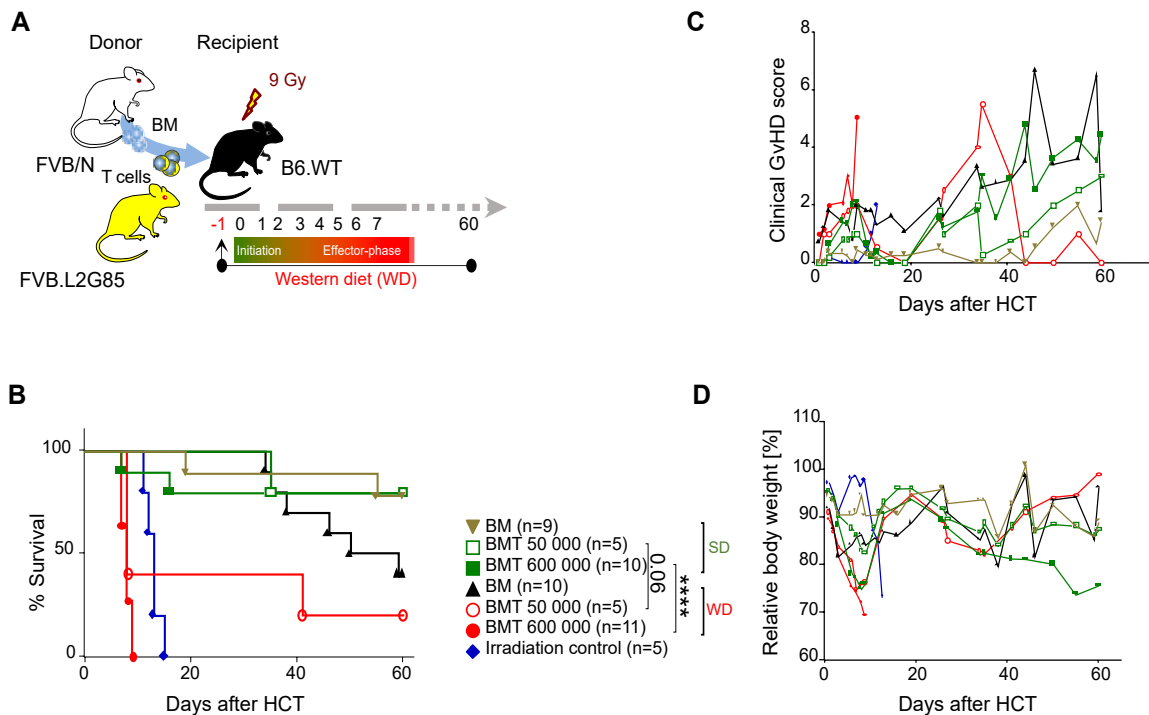 A
Donor
Recipient
9 Gy
BM
FVB/N
T cells
B6.WT
FVB.L2G85
-1 0 1 2 3 4 5 6 7 60
Initiation
Effector-phase
Western diet (WD)
B
% Survival
100
50
0
0 20 40 60
Days after HCT
BM (n=9)
BMT 50 000 (n=5)
BMT 600 000 (n=10)
BM (n=10)
BMT 50 000 (n=5)
BMT 600 000 (n=11)
Irradiation control (n=5)
0.06
****
SD
WD
C
Clinical GvHD score
8
6
4
2
0
0 20 40 60
Days after HCT
D
Relative body weight [%]
110
100
90
80
70
60
0 20 40 60
Days after HCT